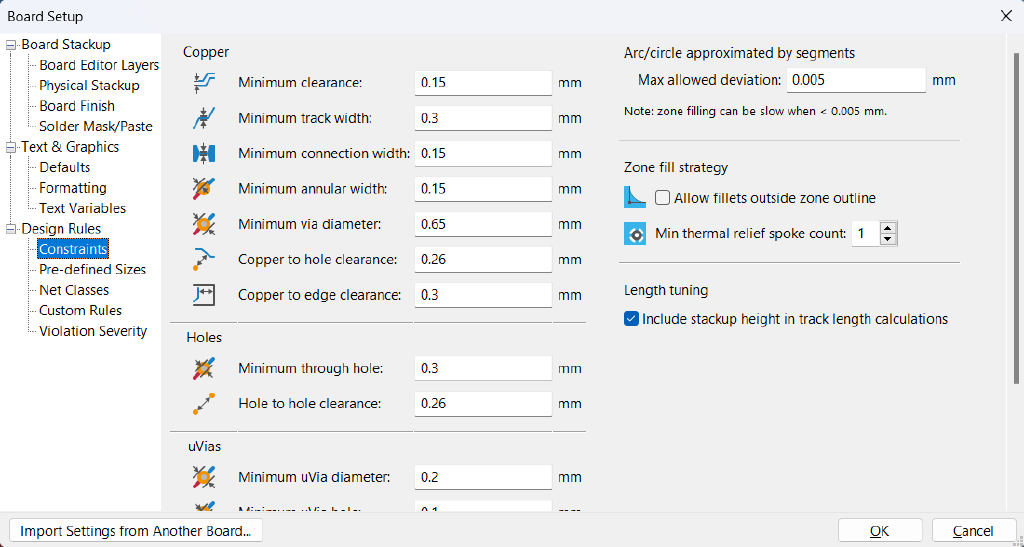 Board Setup
Board Stackup
Board Editor Layers
Physical Stackup
Board Finish
Solder Mask/Paste
Text & Graphics
Defaults
Formatting
Text Variables
Design Rules
Constraints
Pre-defined Sizes
Net Classes
Custom Rules
Violation Severity
Copper
Minimum clearance: 0.15 mm
Minimum track width: 0.3 mm
Minimum connection width: 0.15 mm
Minimum annular width: 0.15 mm
Minimum via diameter: 0.65 mm
Copper to hole clearance: 0.26 mm
Copper to edge clearance: 0.3 mm
Holes
Minimum through hole: 0.3 mm
Hole to hole clearance: 0.26 mm
uVias
Minimum uVia diameter: 0.2 mm
Minimum uVia hole: 0.1 mm
Arc/circle approximated by segments
Max allowed deviation: 0.005 mm
Note: zone filling can be slow when < 0.005 mm.
Zone fill strategy
Allow fillets outside zone outline
Min thermal relief spoke count: 1
Length tuning
Include stackup height in track length calculations
Import Settings from Another Board...
OK
Cancel